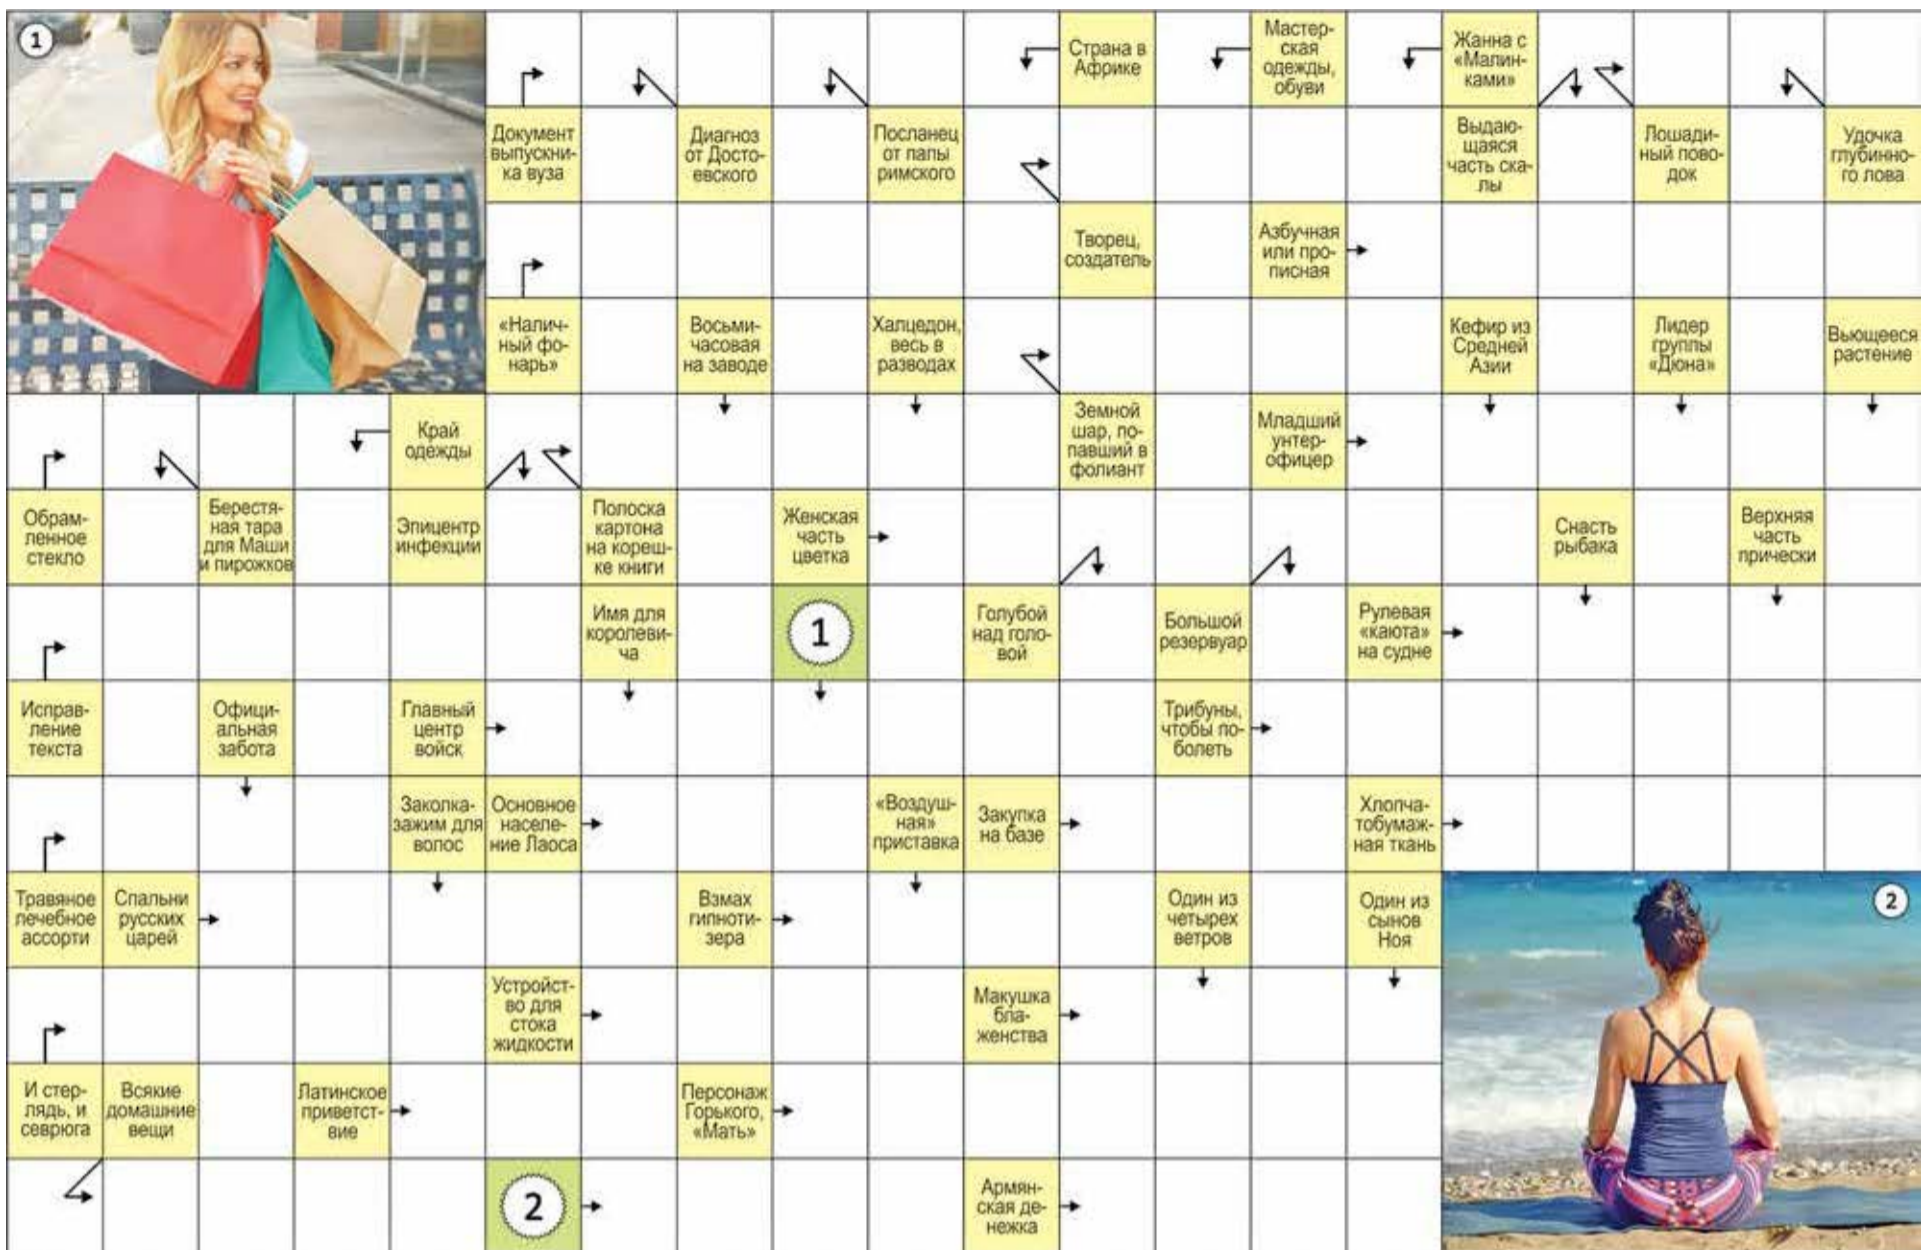 1
Страна в
Африке
Мастер-
ская
одежды,
обуви
Жанна с
«Малин-
ками»
Документ
выпускни-
ка вуза
Диагноз
от Досто-
евского
Посланец
от папы
римского
Выдаю-
щаяся
часть ска-
лы
Лошади-
ный пово-
док
Удочка
глубинно-
го лова
Творец,
создатель
Азбучная
или про-
писная
«Налич-
ный фо-
нарь»
Восьми-
часовая
на заводе
Халцедон,
весь в
разводах
Кефир из
Средней
Азии
Лидер
группы
«Дюна»
Вьющееся
растение
Край
одежды
Земной
шар, по-
павший в
фолиант
Младший
унтер-
офицер
Обрам-
ленное
стекло
Берестя-
ная тара
для Маши
и пирожков
Эпицентр
инфекции
Полоска
картона
на кореш-
ке книги
Женская
часть
цветка
Снасть
рыбака
Верхняя
часть
прически
Имя для
королеви-
ча
1
Голубой
над голо-
вой
Большой
резервуар
Рулевая
«каюта»
на судне
Исправ-
ление
текста
Офици-
альная
забота
Главный
центр
войск
Трибуны,
чтобы по-
болеть
Заколка-
зажим для
волос
Основное
населе-
ние Лаоса
«Воздуш-
ная»
приставка
Закупка
на базе
Хлопча-
тобумаж-
ная ткань
Травяное
лечебное
ассорти
Спальни
русских
царей
Взмах
гипноти-
зера
Один из
четырех
ветров
Один из
сынов
Ноя
2
Устройст-
во для
стока
жидкости
Макушка
бла-
женства
И стер-
лядь, и
севрюга
Всякие
домашние
вещи
Латинское
приветст-
вие
Персонаж
Горького,
«Мать»
2
Армян-
ская де-
нежка